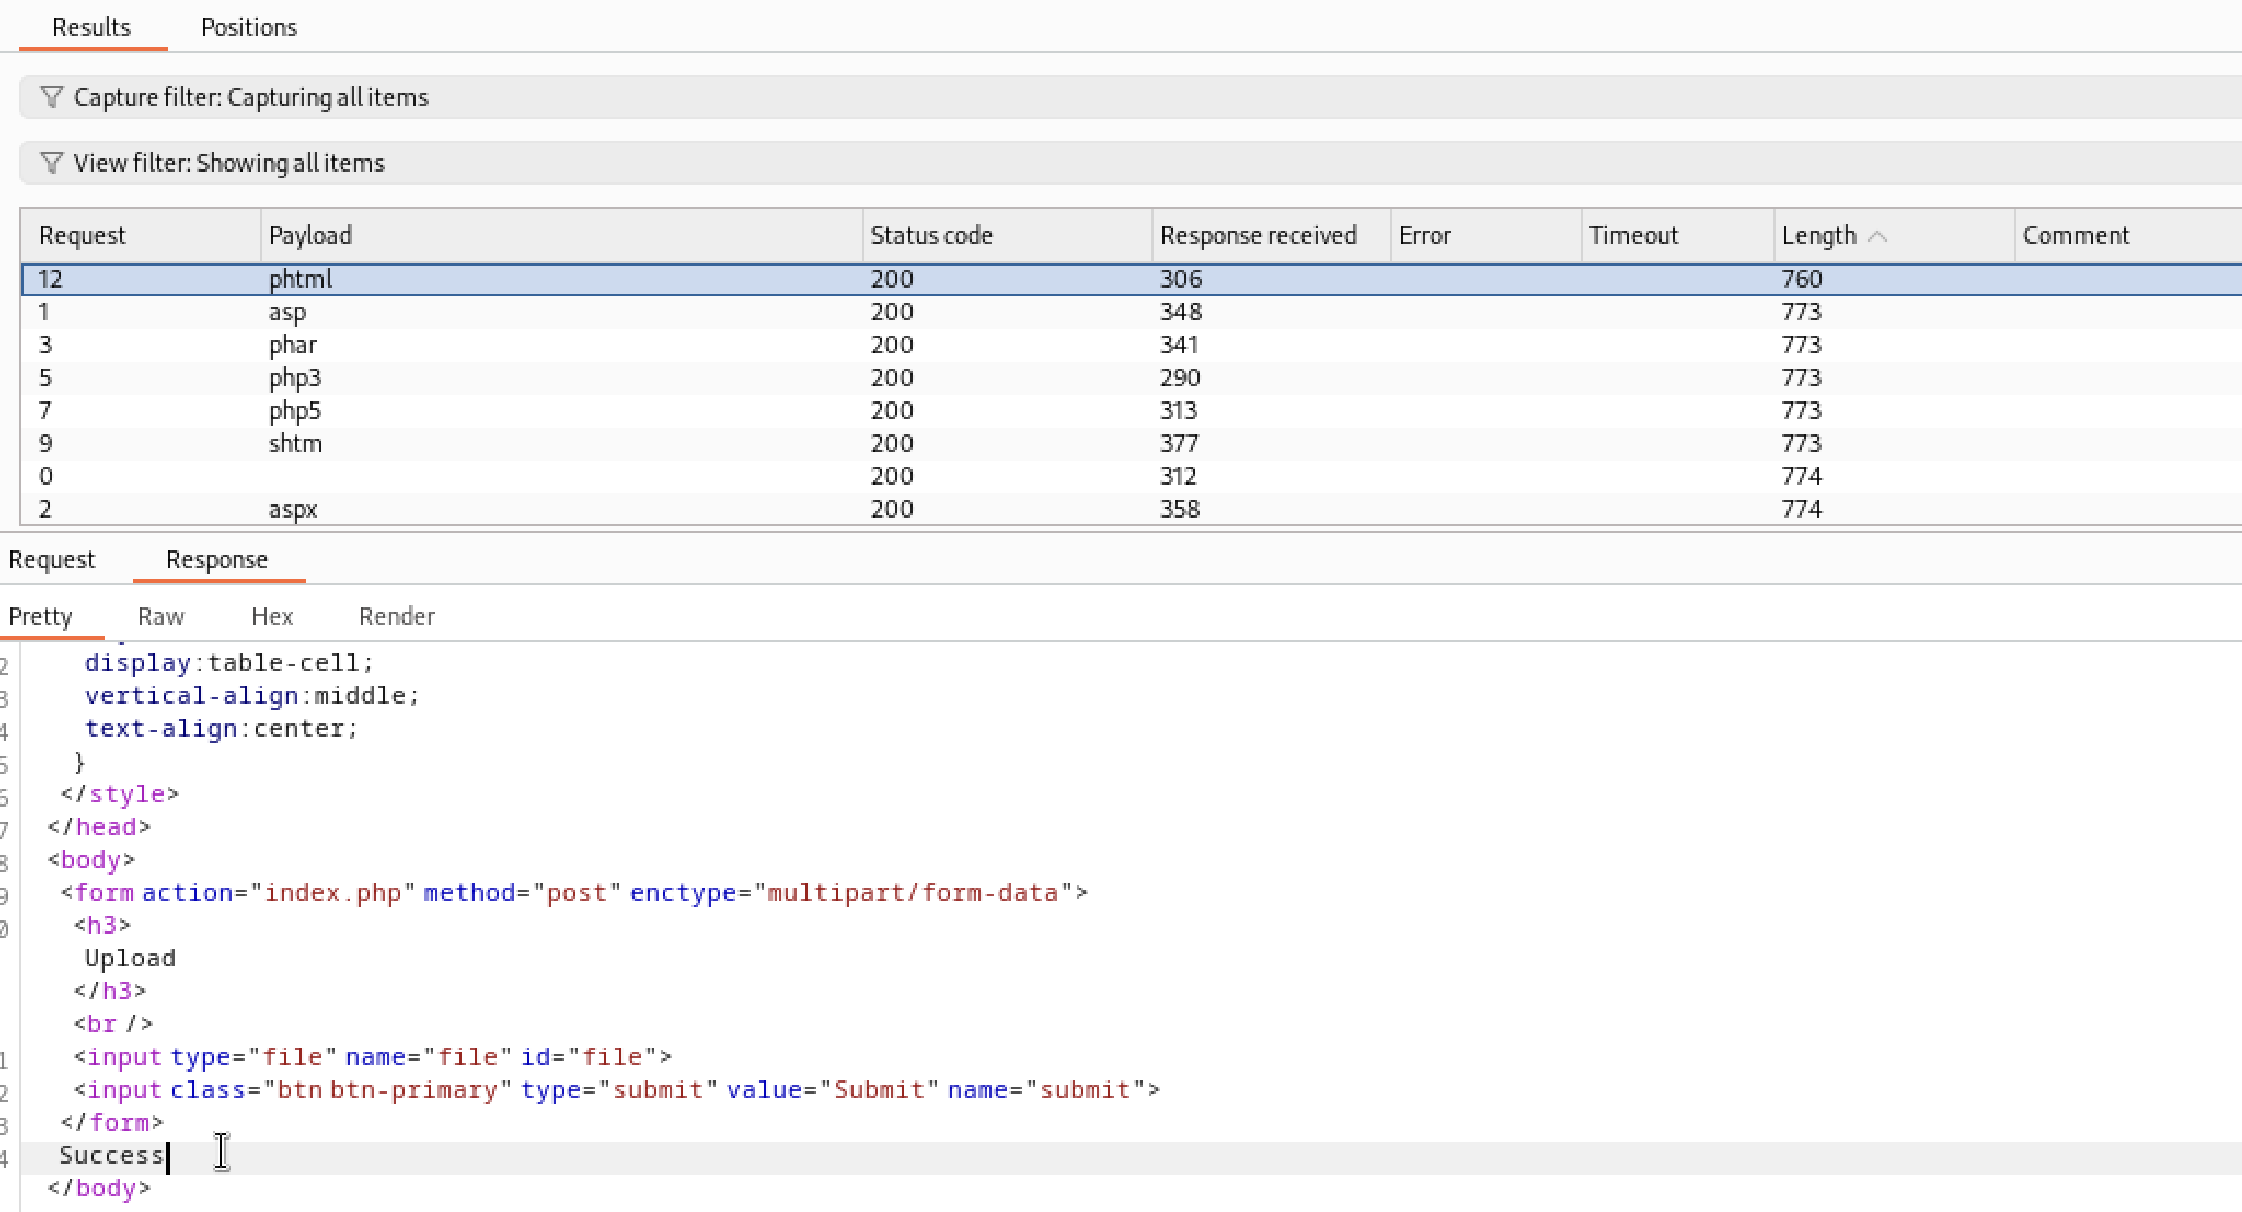 Results Positions
Capture filter: Capturing all items
View filter: Showing all items
Request Payload Status code Response received Error Timeout Length Comment
12 phtml 200 306 760
1 asp 200 348 773
3 phar 200 341 773
5 php3 200 290 773
7 php5 200 313 773
9 shtm 200 377 773
0 200 312 774
2 aspx 200 358 774
Request Response
Pretty Raw Hex Render
2 display:table-cell;
3 vertical-align:middle;
4 text-align:center;
5 }
6 </style>
7 </head>
8 <body>
9 <form action="index.php" method="post" enctype="multipart/form-data">
0 <h3>
Upload
</h3>
<br />
1 <input type="file" name="file" id="file">
2 <input class="btn btn-primary" type="submit" value="Submit" name="submit">
3 </form>
4 Success
</body>